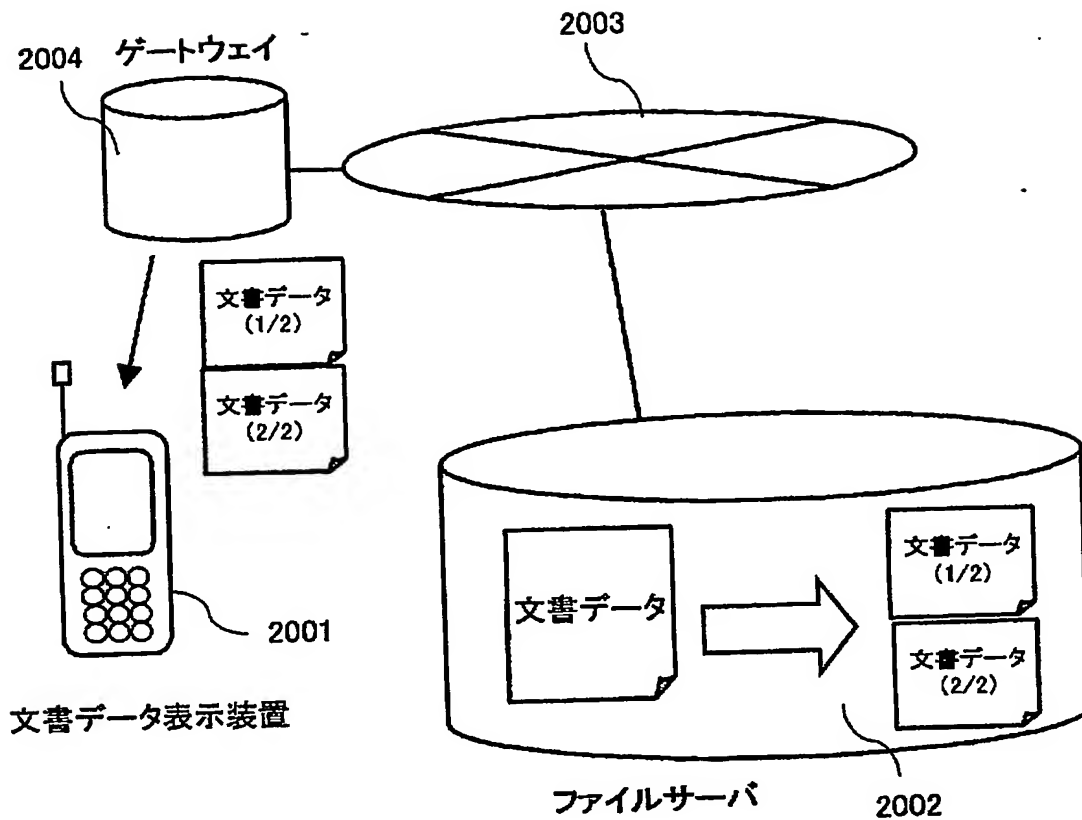 2003
2004
ゲートウェイ
文書データ
(1/2)
文書データ
(2/2)
2001
文書データ表示装置
文書データ
文書データ
(1/2)
文書データ
(2/2)
ファイルサーバ
2002